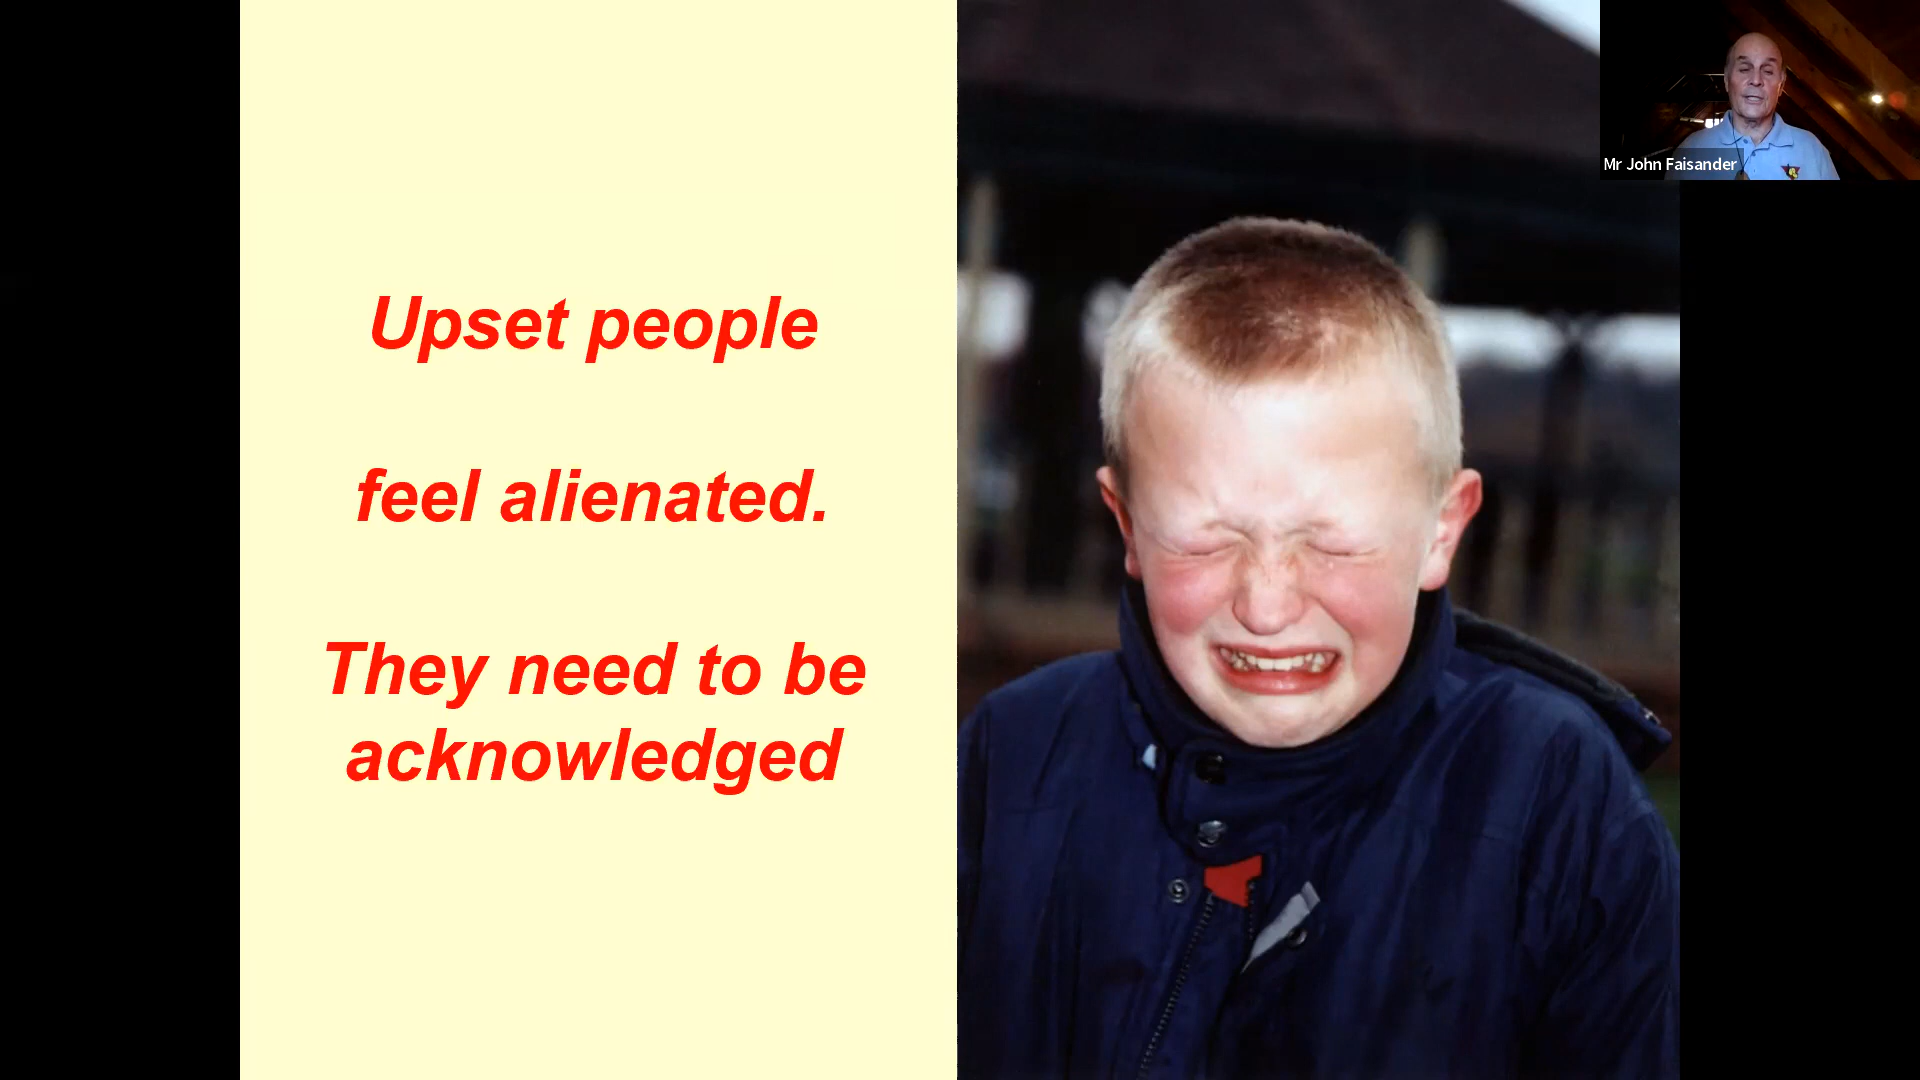 Upset people
feel alienated.
They need to be
acknowledged
Mr John Faisander